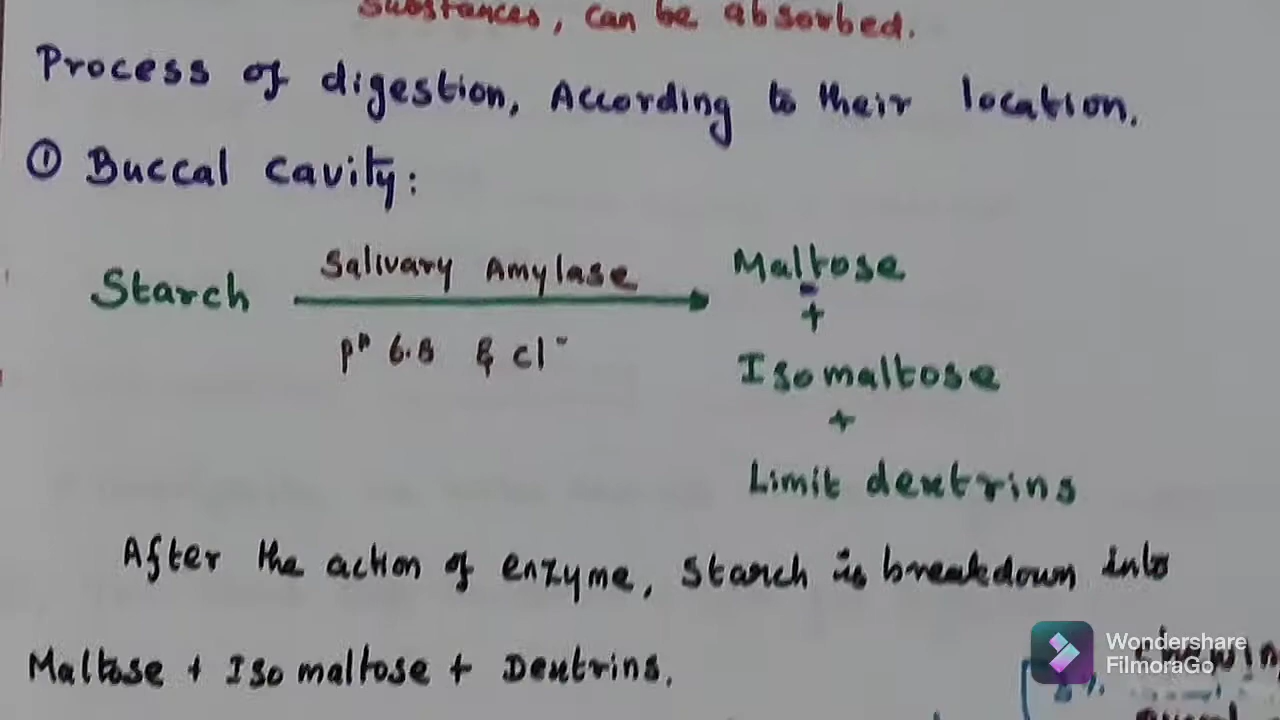 Substances, can be absorbed.
Process of digestion, According to their location.
① Buccal cavity:
Salivary Amylase
Starch
pH 6.8 & Cl⁻
Maltose
+
Isomaltose
+
Limit dextrins
After the action of enzyme, Starch is breakdown into
Maltose + Iso maltose + Dextrins.
Wondershare
FilmoraGo